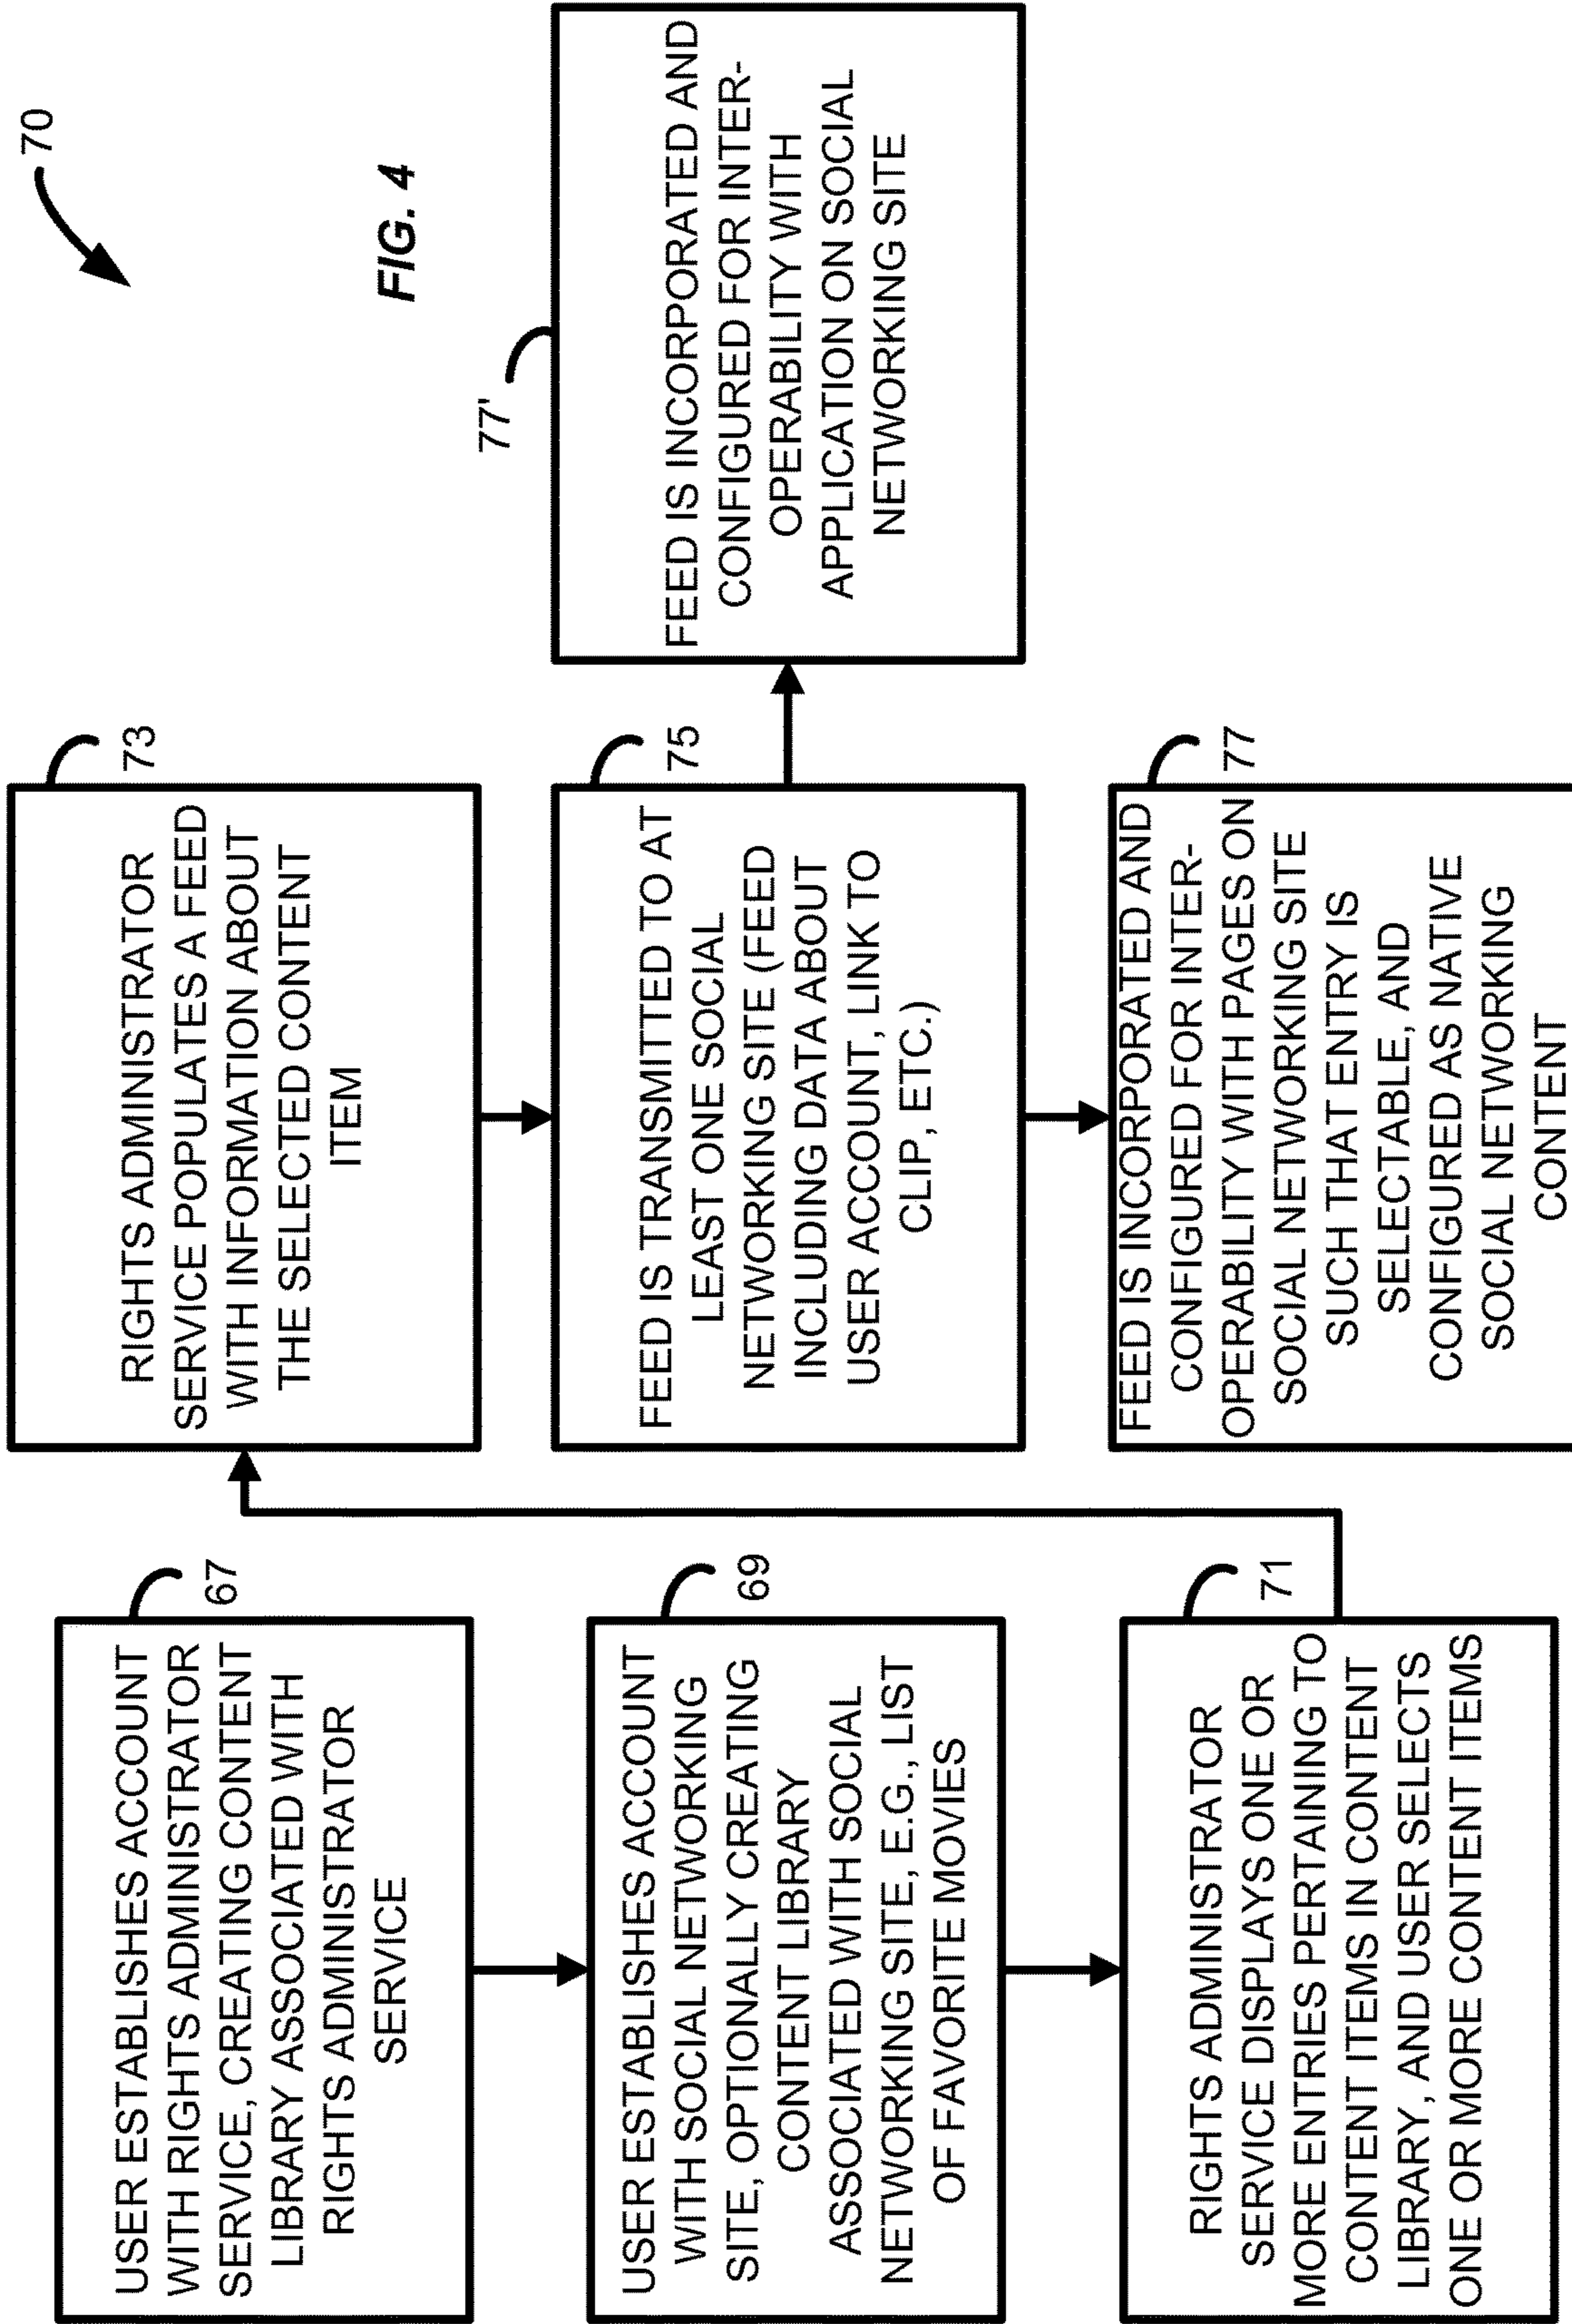 70
FIG. 4
67
USER ESTABLISHES ACCOUNT
WITH RIGHTS ADMINISTRATOR
SERVICE, CREATING CONTENT
LIBRARY ASSOCIATED WITH
RIGHTS ADMINISTRATOR
SERVICE
69
USER ESTABLISHES ACCOUNT
WITH SOCIAL NETWORKING
SITE, OPTIONALLY CREATING
CONTENT LIBRARY
ASSOCIATED WITH SOCIAL
NETWORKING SITE, E.G., LIST
OF FAVORITE MOVIES
71
RIGHTS ADMINISTRATOR
SERVICE DISPLAYS ONE OR
MORE ENTRIES PERTAINING TO
CONTENT ITEMS IN CONTENT
LIBRARY, AND USER SELECTS
ONE OR MORE CONTENT ITEMS
73
RIGHTS ADMINISTRATOR
SERVICE POPULATES A FEED
WITH INFORMATION ABOUT
THE SELECTED CONTENT
ITEM
75
FEED IS TRANSMITTED TO AT
LEAST ONE SOCIAL
NETWORKING SITE (FEED
INCLUDING DATA ABOUT
USER ACCOUNT, LINK TO
CLIP, ETC.)
77
FEED IS INCORPORATED AND
CONFIGURED FOR INTER-
OPERABILITY WITH PAGES ON
SOCIAL NETWORKING SITE
SUCH THAT ENTRY IS
SELECTABLE, AND
CONFIGURED AS NATIVE
SOCIAL NETWORKING
CONTENT
77'
FEED IS INCORPORATED AND
CONFIGURED FOR INTER-
OPERABILITY WITH
APPLICATION ON SOCIAL
NETWORKING SITE